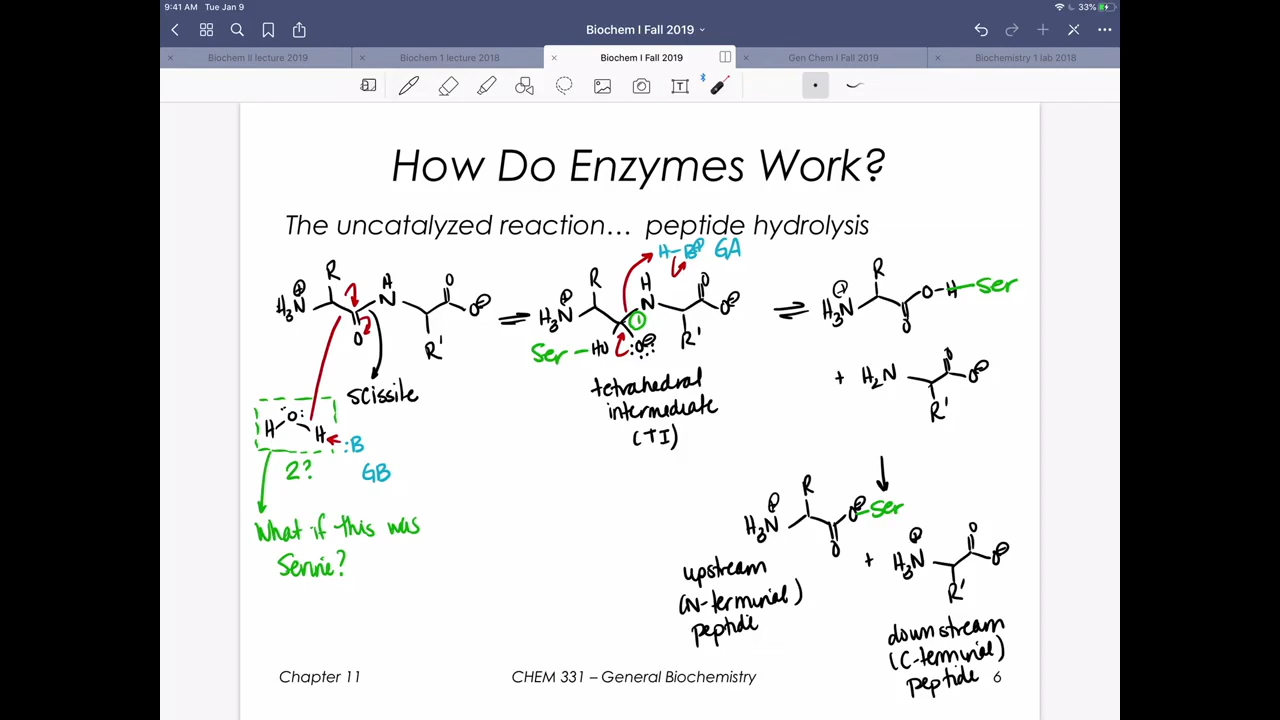 9:41 AM Tue Jan 9
33%
Biochem I Fall 2019
Biochem II lecture 2019
Biochem 1 lecture 2018
Biochem I Fall 2019
Gen Chem I Fall 2019
Biochemistry 1 lab 2018
How Do Enzymes Work?
The uncatalyzed reaction... peptide hydrolysis
H-B⊕ GA
R
H
O
H₃N⊕
N
O⊖
O
R'
R
H
O
H₃N⊕
N
O⊖
1
Ser - HO
:O:⊖
R'
R
H₃N⊕
O-H-Ser
O
scissile
tetrahedral
intermediate
(TI)
+ H₂N
O
O⊖
R'
H
O
H
:B
GB
2?
What if this was
Serine?
R
H₃N⊕
O⊖-Ser
O
+ H₃N⊕
O
O⊖
R'
upstream
(N-terminial)
peptide
downstream
(C-terminial)
peptide
Chapter 11
CHEM 331 – General Biochemistry
6